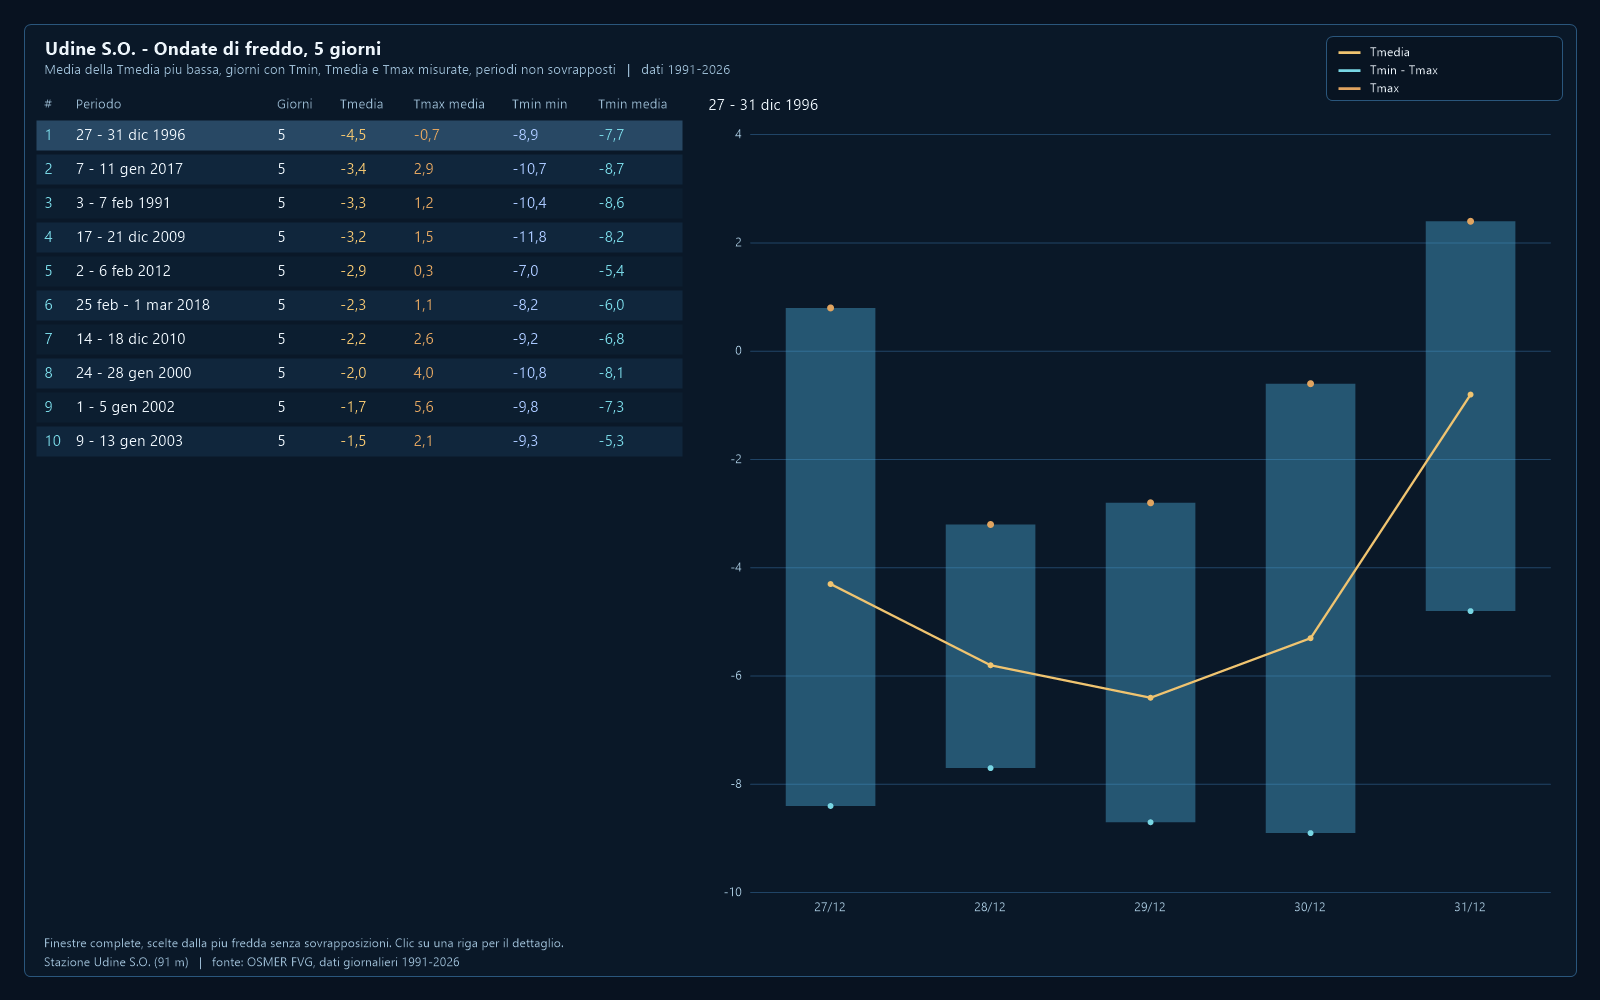 Udine S.O. - Ondate di freddo, 5 giorni
Media della Tmedia piu bassa, giorni con Tmin, Tmedia e Tmax misurate, periodi non sovrapposti | dati 1991-2026
Tmedia
Tmin - Tmax
Tmax
# Periodo Giorni Tmedia Tmax media Tmin min Tmin media
1 27 - 31 dic 1996 5 -4,5 -0,7 -8,9 -7,7
2 7 - 11 gen 2017 5 -3,4 2,9 -10,7 -8,7
3 3 - 7 feb 1991 5 -3,3 1,2 -10,4 -8,6
4 17 - 21 dic 2009 5 -3,2 1,5 -11,8 -8,2
5 2 - 6 feb 2012 5 -2,9 0,3 -7,0 -5,4
6 25 feb - 1 mar 2018 5 -2,3 1,1 -8,2 -6,0
7 14 - 18 dic 2010 5 -2,2 2,6 -9,2 -6,8
8 24 - 28 gen 2000 5 -2,0 4,0 -10,8 -8,1
9 1 - 5 gen 2002 5 -1,7 5,6 -9,8 -7,3
10 9 - 13 gen 2003 5 -1,5 2,1 -9,3 -5,3
27 - 31 dic 1996
4
2
0
-2
-4
-6
-8
-10
27/12 28/12 29/12 30/12 31/12
Finestre complete, scelte dalla piu fredda senza sovrapposizioni. Clic su una riga per il dettaglio.
Stazione Udine S.O. (91 m) | fonte: OSMER FVG, dati giornalieri 1991-2026